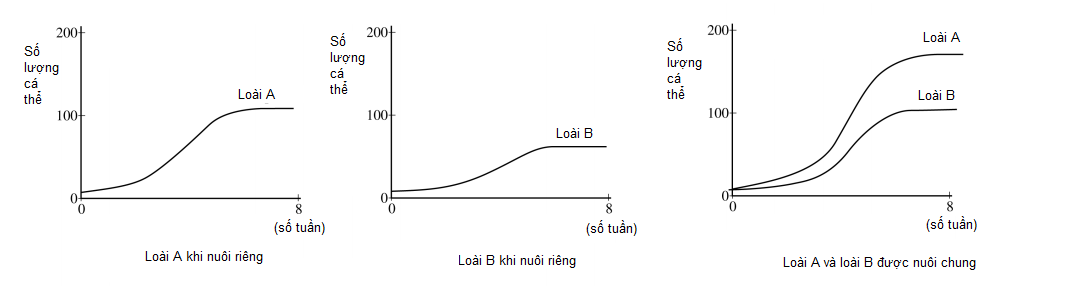 200
Số
lượng
cá
thể
Loài A
100
0
0
8
(số tuần)
Loài A khi nuôi riêng
200
Số
lượng
cá
thể
100
Loài B
0
0
8
(số tuần)
Loài B khi nuôi riêng
200
Số
lượng
cá
thể
Loài A
Loài B
100
0
0
8
(số tuần)
Loài A và loài B được nuôi chung